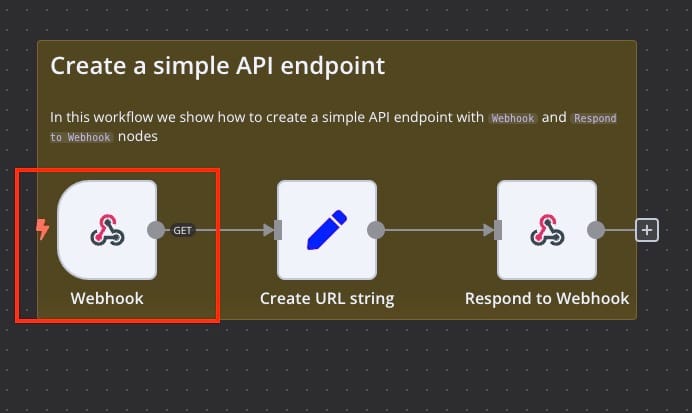 Create a simple API endpoint
In this workflow we show how to create a simple API endpoint with Webhook and Respond
to Webhook nodes
GET
Webhook
Create URL string
Respond to Webhook